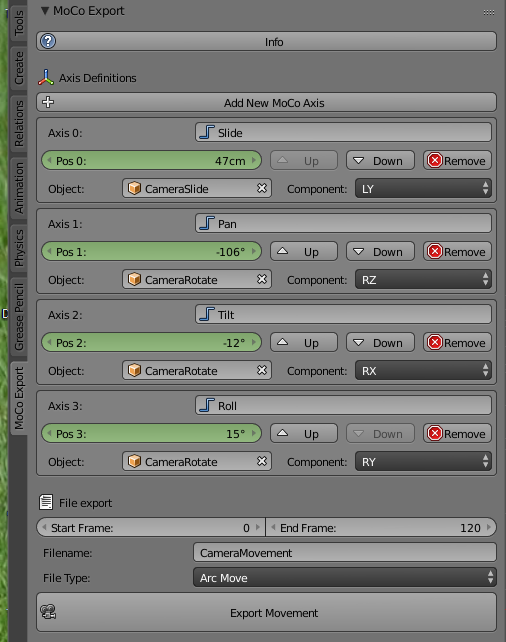 MoCo Export
Info
Axis Definitions
Add New MoCo Axis
Axis 0: Slide
Pos 0: 47cm Up Down Remove
Object: CameraSlide Component: LY
Axis 1: Pan
Pos 1: -106° Up Down Remove
Object: CameraRotate Component: RZ
Axis 2: Tilt
Pos 2: -12° Up Down Remove
Object: CameraRotate Component: RX
Axis 3: Roll
Pos 3: 15° Up Down Remove
Object: CameraRotate Component: RY
File export
Start Frame: 0 End Frame: 120
Filename: CameraMovement
File Type: Arc Move
Export Movement
Tools
Create
Relations
Animation
Physics
Grease Pencil
MoCo Export